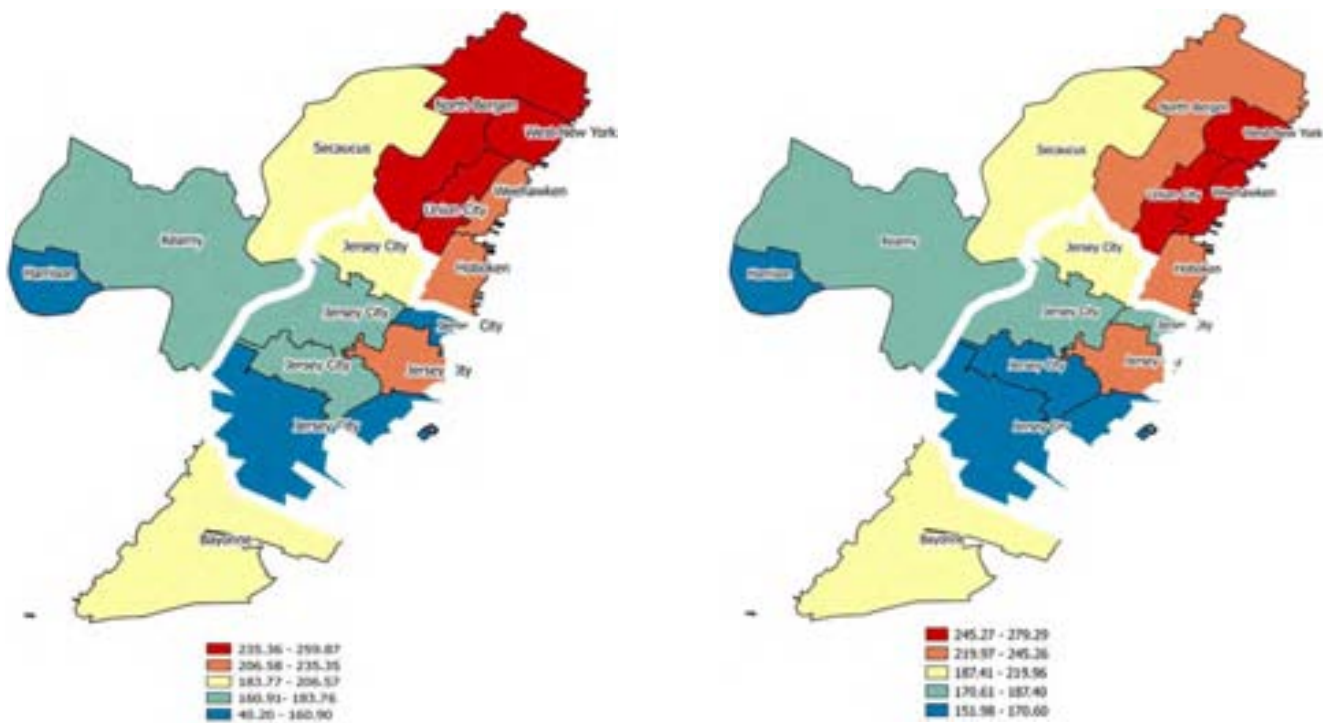 North Bergen
West New York
Secaucus
Weehawken
Union City
Kearny
Jersey City
Hoboken
Harrison
Jersey City
City
Jersey City
Jersey
Jersey City
Bayonne
235.36 - 259.87
206.58 - 235.35
183.77 - 206.57
160.91- 183.76
40.20 - 160.90
North Bergen
West New York
Secaucus
Weehawken
Union City
Kearny
Jersey City
Hoboken
Harrison
Jersey City
Jersey City
Jersey
Bayonne
245.27 - 279.29
219.97 - 245.26
187.41 - 219.96
170.61 - 187.40
151.98 - 170.60